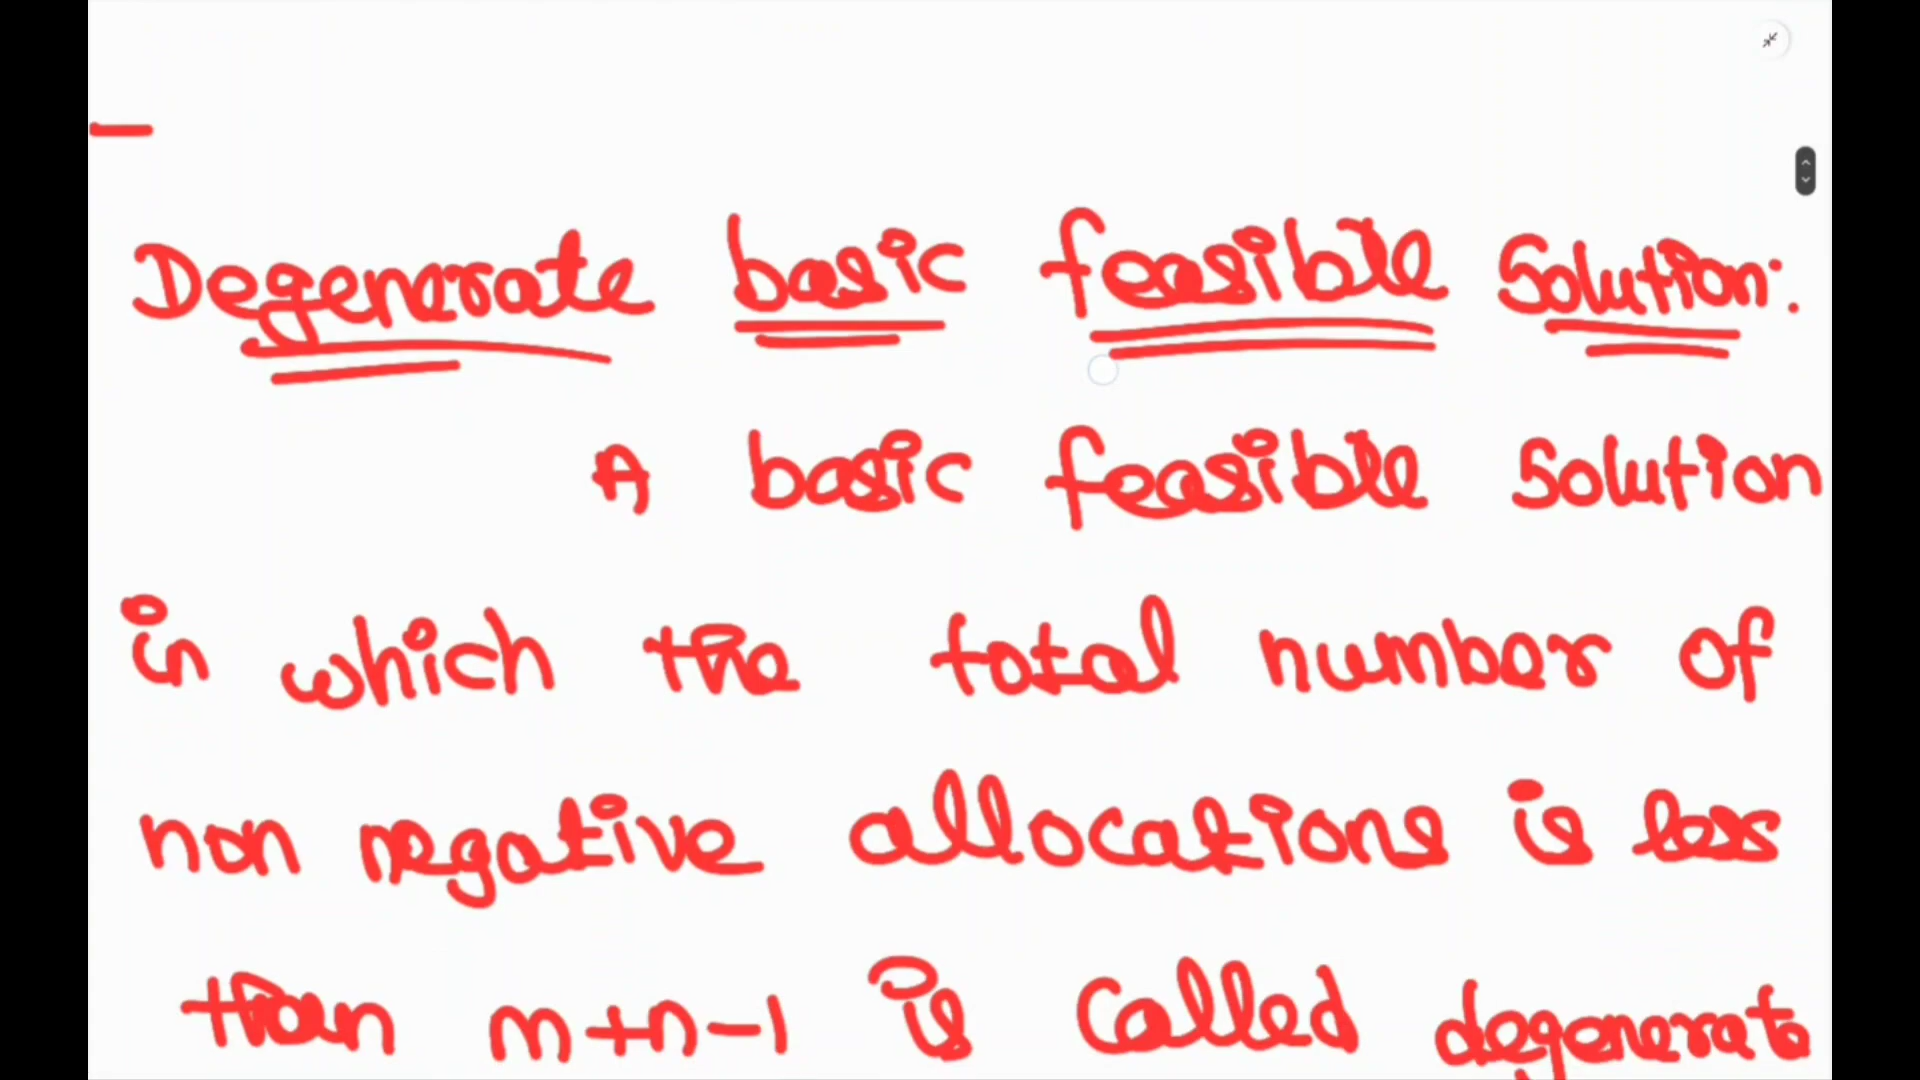 Degenerate basic feasible Solution:
A basic feasible Solution
in which the total number of
non negative allocations is less
than m+n-1 is called degenerate